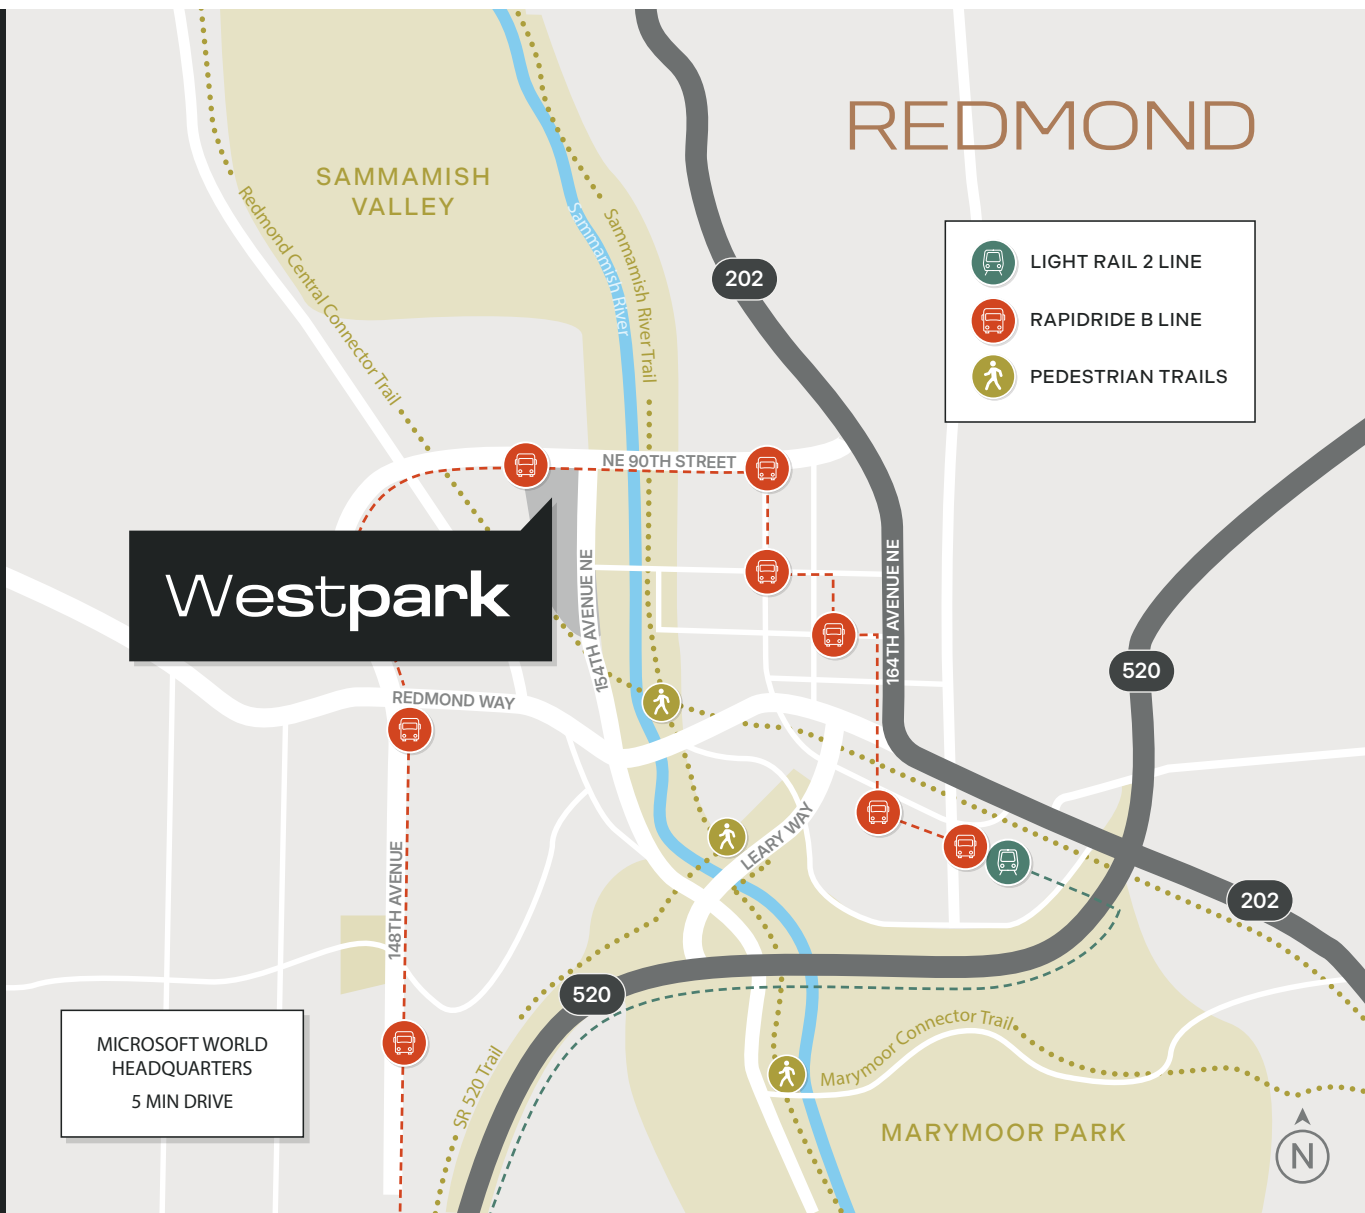 REDMOND
SAMMAMISH
VALLEY
Redmond Central Connector Trail
Sammamish River
Sammamish River Trail
202
LIGHT RAIL 2 LINE
RAPIDRIDE B LINE
PEDESTRIAN TRAILS
NE 90TH STREET
Westpark
154TH AVENUE NE
164TH AVENUE NE
520
REDMOND WAY
LEARY WAY
148TH AVENUE
202
520
MICROSOFT WORLD
HEADQUARTERS
5 MIN DRIVE
SR 520 Trail
Marymoor Connector Trail
MARYMOOR PARK
N